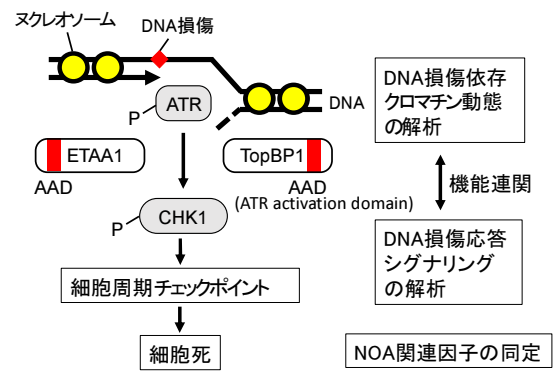 ヌクレオソーム
DNA損傷
DNA
P
ATR
ETAA1
AAD
TopBP1
AAD
(ATR activation domain)
P
CHK1
細胞周期チェックポイント
細胞死
DNA損傷依存
クロマチン動態
の解析
機能連関
DNA損傷応答
シグナリング
の解析
NOA関連因子の同定